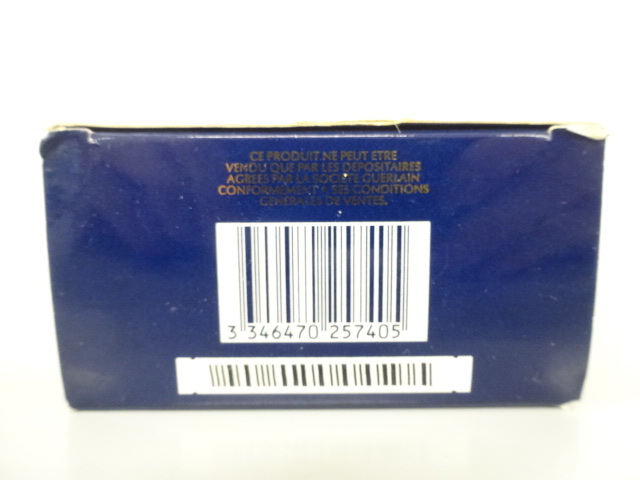 CE PRODUIT NE PEUT ETRE
VENDU QUE PAR LES DEPOSITAIRES
AGREES PAR LA SOCIETE GUERLAIN
CONFORMEMENT A SES CONDITIONS
GENERALES DE VENTES.
3 346470 257405